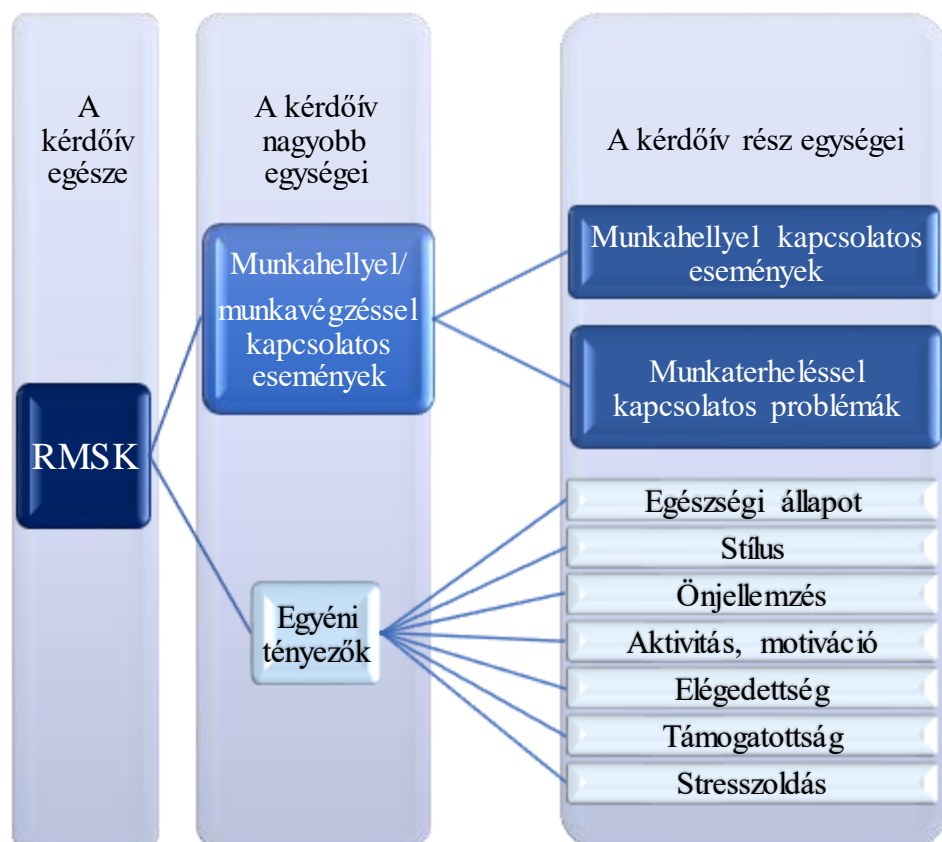 A
kérdőív
egésze
RMSK
A kérdőív
nagyobb
egységei
Munkahellyel/
munkavégzéssel
kapcsolatos
események
Egyéni
tényezők
A kérdőív rész egységei
Munkahellyel kapcsolatos
események
Munkaterheléssel
kapcsolatos problémák
Egészségi állapot
Stílus
Önjellemzés
Aktivitás, motiváció
Elégedettség
Támogatottság
Stresszoldás